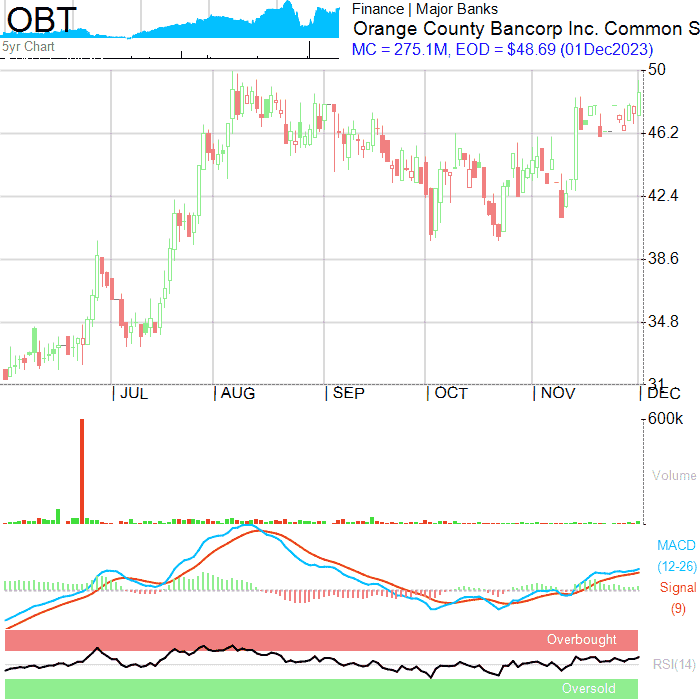 OBT
5yr Chart
Finance | Major Banks
Orange County Bancorp Inc. Common S
MC = 275.1M, EOD = $48.69 (01Dec2023)
50
46.2
42.4
38.6
34.8
31
JUL AUG SEP OCT NOV DEC
600k
Volume
MACD
(12-26)
Signal
(9)
Overbought
RSI(14)
Oversold